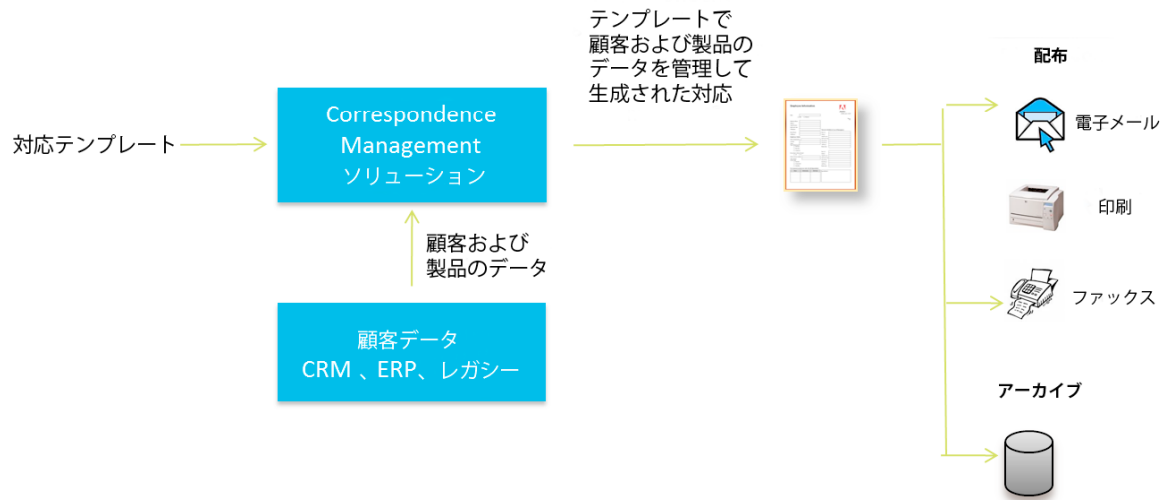 テンプレートで
顧客および製品の
データを管理して
生成された対応
配布
Correspondence
Management
ソリューション
対応テンプレート
電子メール
印刷
顧客および
製品のデータ
ファックス
顧客データ
CRM 、ERP、レガシー
アーカイブ